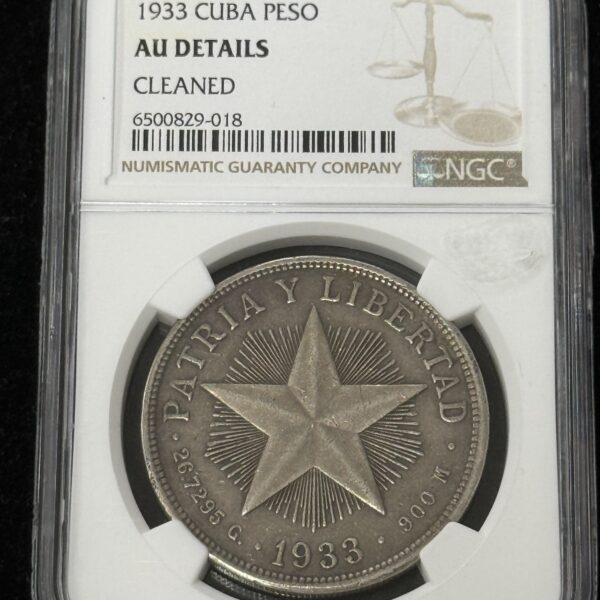 1933 CUBA PESO
AU DETAILS
CLEANED
6500829-018
NUMISMATIC GUARANTY COMPANY
NGC®
PATRIA Y LIBERTAD
26.7295 G. · 1933 · 900 M